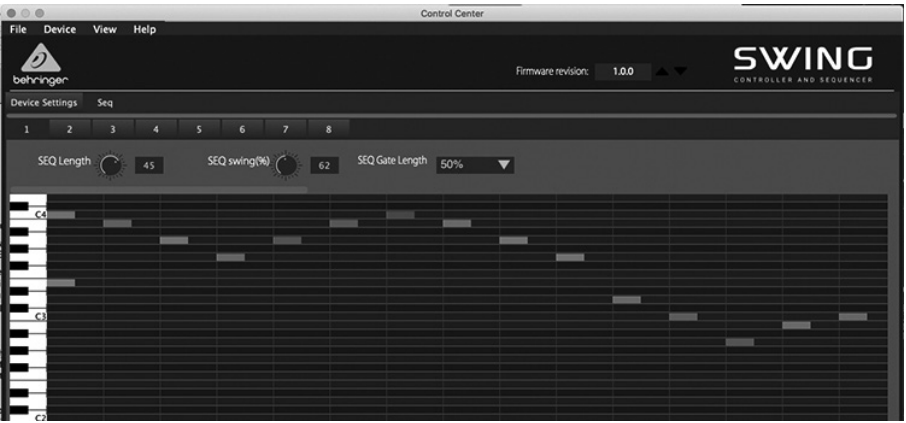 Control Center
File Device View Help
behringer
Firmware revision: 1.0.0
SWING
CONTROLLER AND SEQUENCER
Device Settings Seq
1 2 3 4 5 6 7 8
SEQ Length 45 SEQ swing(%) 62 SEQ Gate Length 50%
C4
C3
C2